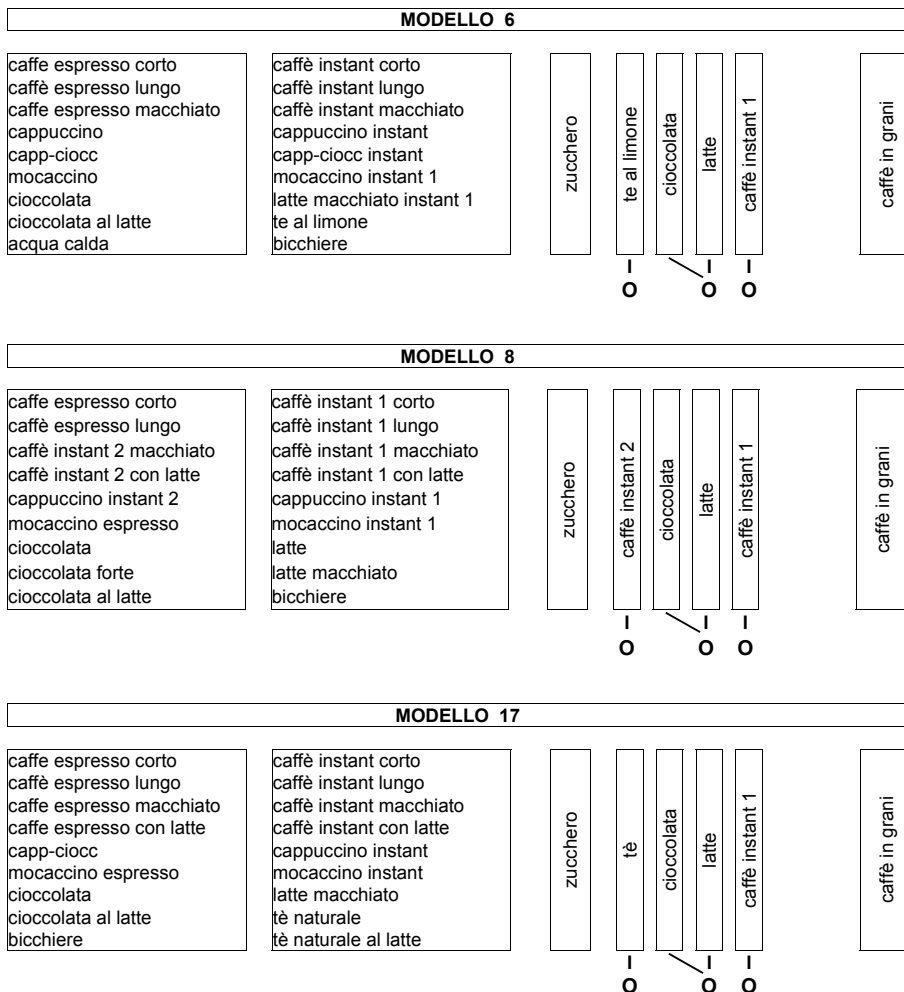 MODELLO 6
caffe espresso corto
caffè espresso lungo
caffe espresso macchiato
cappuccino
capp-ciocc
mocaccino
cioccolata
cioccolata al latte
acqua calda
caffè instant corto
caffè instant lungo
caffè instant macchiato
cappuccino instant
capp-ciocc instant
mocaccino instant 1
latte macchiato instant 1
te al limone
bicchiere
zucchero
te al limone
cioccolata
latte
caffè instant 1
caffè in grani
I I I
O O O
MODELLO 8
caffe espresso corto
caffè espresso lungo
caffè instant 2 macchiato
caffè instant 2 con latte
cappuccino instant 2
mocaccino espresso
cioccolata
cioccolata forte
cioccolata al latte
caffè instant 1 corto
caffè instant 1 lungo
caffè instant 1 macchiato
caffè instant 1 con latte
cappuccino instant 1
mocaccino instant 1
latte
latte macchiato
bicchiere
zucchero
caffè instant 2
cioccolata
latte
caffè instant 1
caffè in grani
I I I
O O O
MODELLO 17
caffe espresso corto
caffè espresso lungo
caffe espresso macchiato
caffe espresso con latte
capp-ciocc
mocaccino espresso
cioccolata
cioccolata al latte
bicchiere
caffè instant corto
caffè instant lungo
caffè instant macchiato
caffè instant con latte
cappuccino instant
mocaccino instant
latte macchiato
tè naturale
tè naturale al latte
zucchero
tè
cioccolata
latte
caffè instant 1
caffè in grani
I I I
O O O